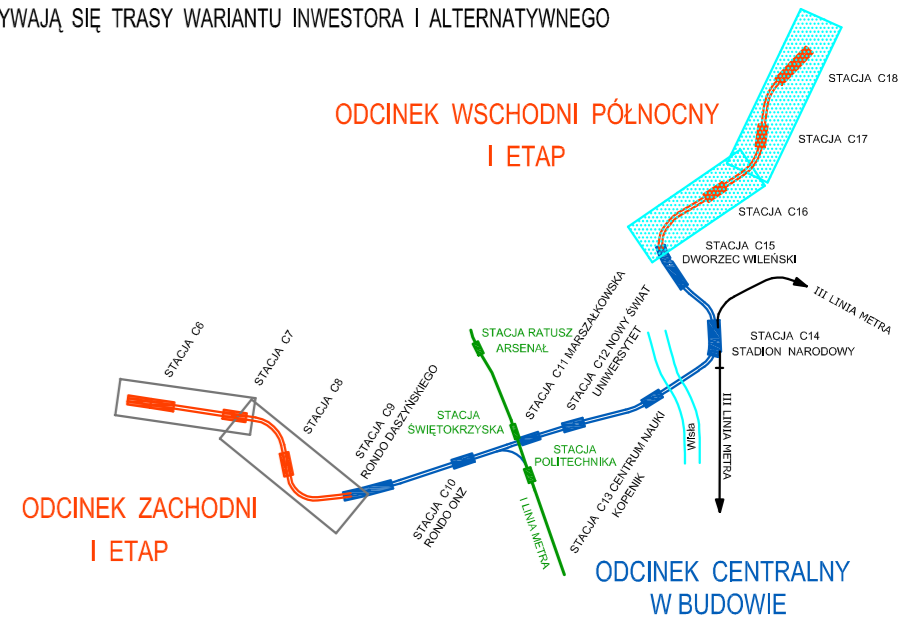 YWAJĄ SIĘ TRASY WARIANTU INWESTORA I ALTERNATYWNEGO
ODCINEK WSCHODNI PÓŁNOCNY
I ETAP
STACJA C18
STACJA C17
STACJA C16
STACJA C15
DWORZEC WILEŃSKI
III LINIA METRA
STACJA C14
STADION NARODOWY
III LINIA METRA
Wisła
STACJA C6
STACJA C7
STACJA C8
STACJA C9
RONDO DASZYŃSKIEGO
STACJA C10
RONDO ONZ
STACJA RATUSZ
ARSENAŁ
STACJA C11 MARSZAŁKOWSKA
STACJA C12 NOWY ŚWIAT
UNIWERSYTET
STACJA
ŚWIĘTOKRZYSKA
STACJA
POLITECHNIKA
I LINIA METRA
STACJA C13 CENTRUM NAUKI
KOPENIK
ODCINEK ZACHODNI
I ETAP
ODCINEK CENTRALNY
W BUDOWIE